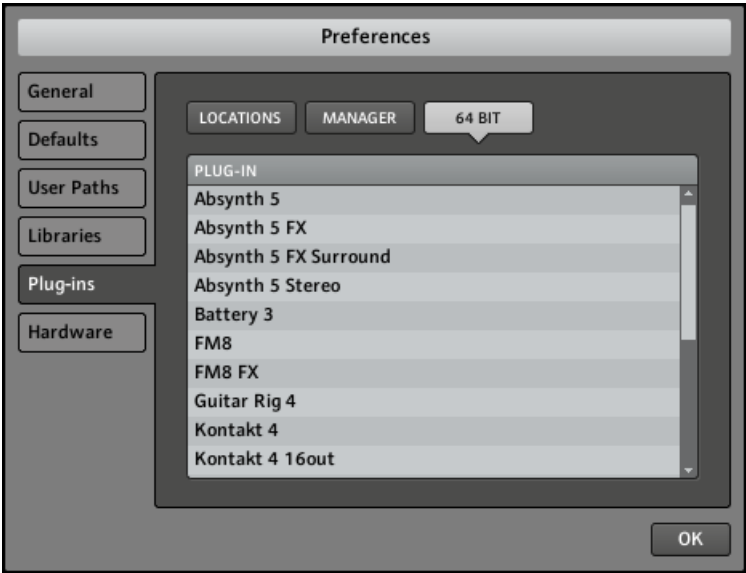 Preferences
General
Defaults
User Paths
Libraries
Plug-ins
Hardware
LOCATIONS MANAGER 64 BIT
PLUG-IN
Absynth 5
Absynth 5 FX
Absynth 5 FX Surround
Absynth 5 Stereo
Battery 3
FM8
FM8 FX
Guitar Rig 4
Kontakt 4
Kontakt 4 16out
OK